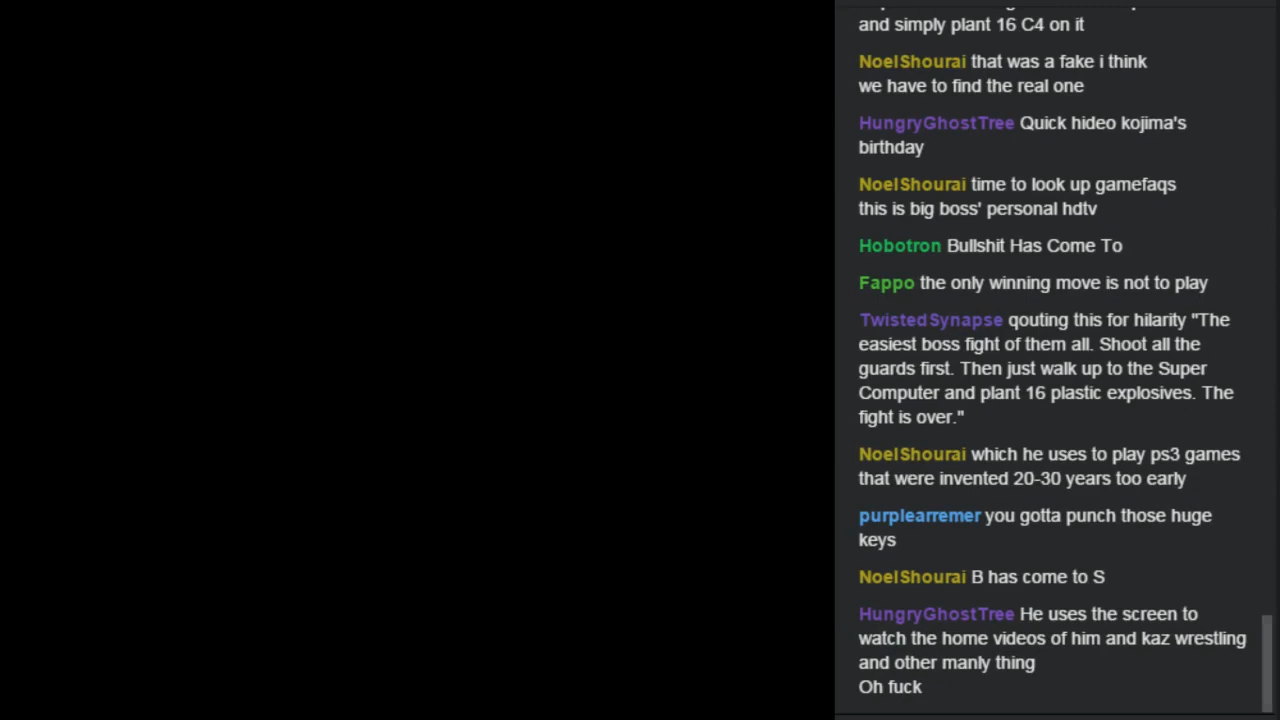 and simply plant 16 C4 on it
NoelShourai that was a fake i think
we have to find the real one
HungryGhostTree Quick hideo kojima's
birthday
NoelShourai time to look up gamefaqs
this is big boss' personal hdtv
Hobotron Bullshit Has Come To
Fappo the only winning move is not to play
TwistedSynapse qouting this for hilarity "The
easiest boss fight of them all. Shoot all the
guards first. Then just walk up to the Super
Computer and plant 16 plastic explosives. The
fight is over."
NoelShourai which he uses to play ps3 games
that were invented 20-30 years too early
purplearremer you gotta punch those huge
keys
NoelShourai B has come to S
HungryGhostTree He uses the screen to
watch the home videos of him and kaz wrestling
and other manly thing
Oh fuck